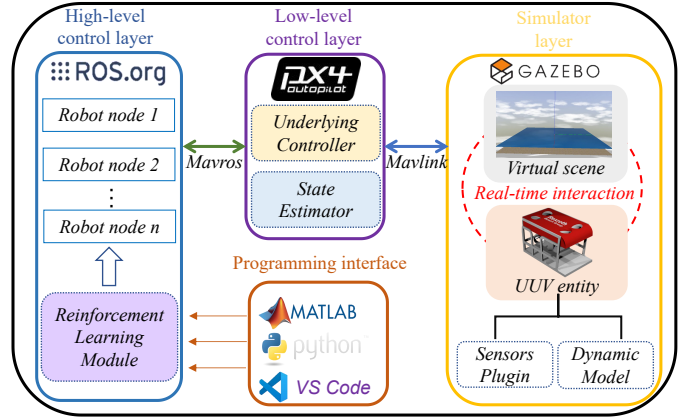 High-level
control layer
ROS.org
Robot node 1
Robot node 2
⋮
Robot node n
Reinforcement
Learning
Module
Mavros
Low-level
control layer
px4
autopilot
Underlying
Controller
State
Estimator
Mavlink
Programming interface
MATLAB
python
VS Code
Simulator
layer
GAZEBO
Virtual scene
Real-time interaction
UUV entity
Sensors
Plugin
Dynamic
Model